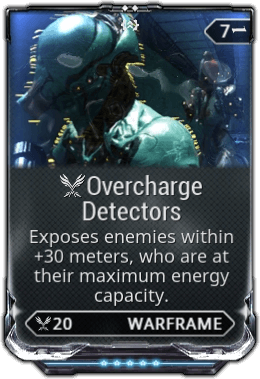 7
Overcharge
Detectors
Exposes enemies within
+30 meters, who are at
their maximum energy
capacity.
20 WARFRAME